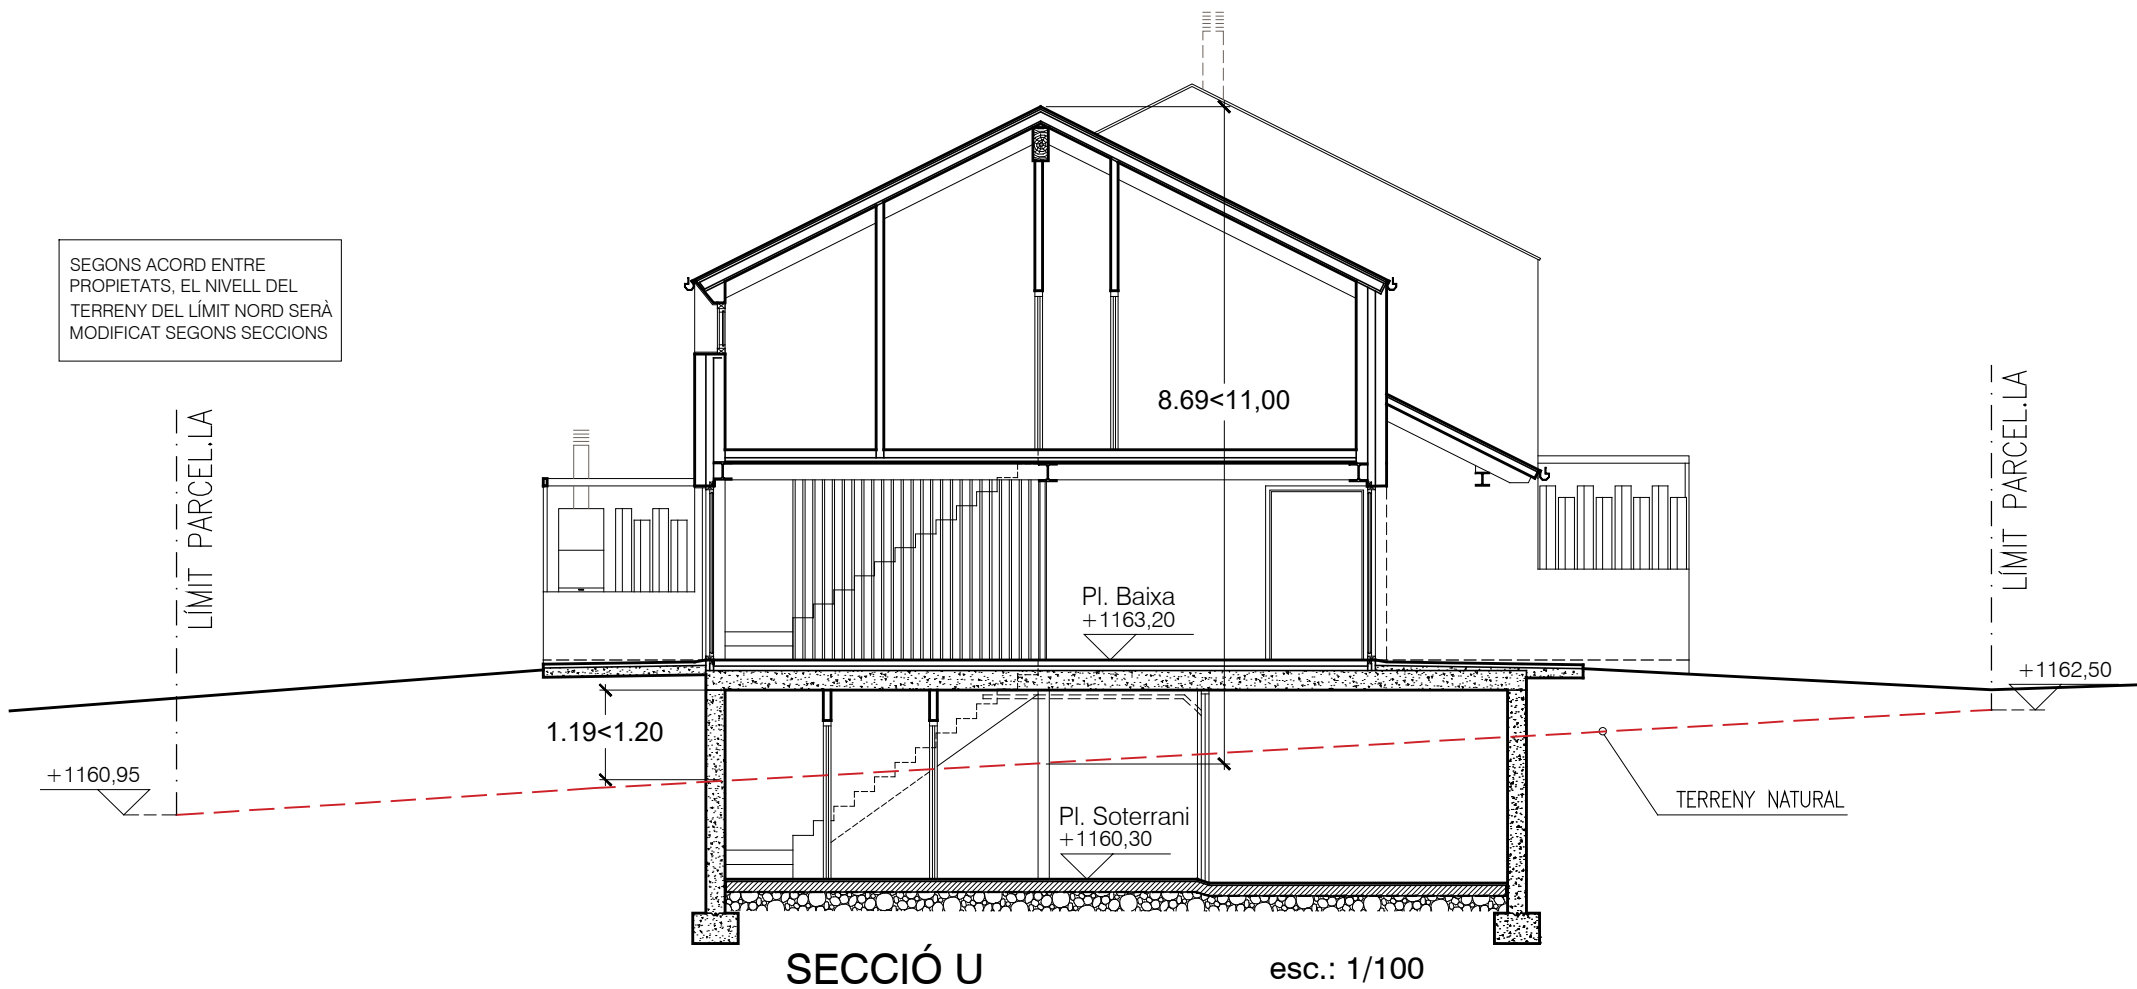 SEGONS ACORD ENTRE
PROPIETATS, EL NIVELL DEL
TERRENY DEL LÍMIT NORD SERÀ
MODIFICAT SEGONS SECCIONS
LÍMIT PARCEL.LA
8.69<11,00
LÍMIT PARCEL.LA
Pl. Baixa
+1163,20
+1162,50
1.19<1.20
+1160,95
TERRENY NATURAL
Pl. Soterrani
+1160,30
SECCIÓ U
esc.: 1/100